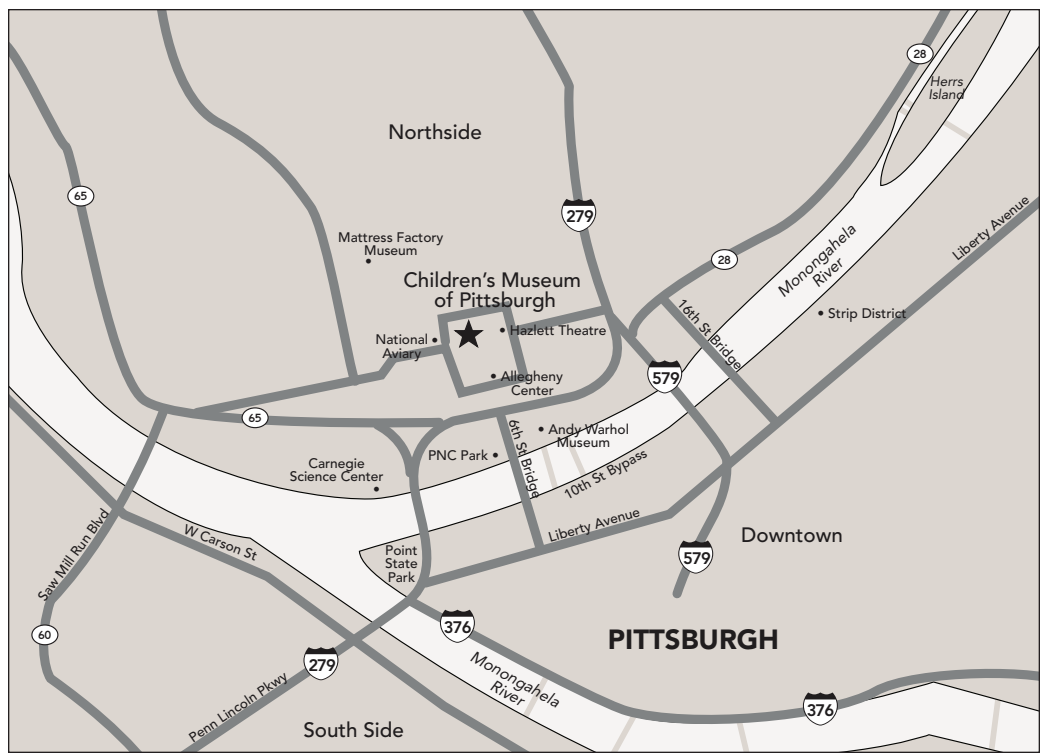 28
Herrs
Island
Northside
65
279
Liberty Avenue
Mattress Factory
Museum
Monongahela
River
28
Children's Museum
of Pittsburgh
16th St Bridge
Strip District
Hazlett Theatre
National
Aviary
579
Allegheny
Center
65
6th St Bridge
Andy Warhol
Museum
PNC Park
Carnegie
Science Center
10th St Bypass
Saw Mill Run Blvd
W Carson St
Liberty Avenue
Downtown
Point
State
Park
579
376
60
PITTSBURGH
279
Monongahela
River
Penn Lincoln Pkwy
376
South Side